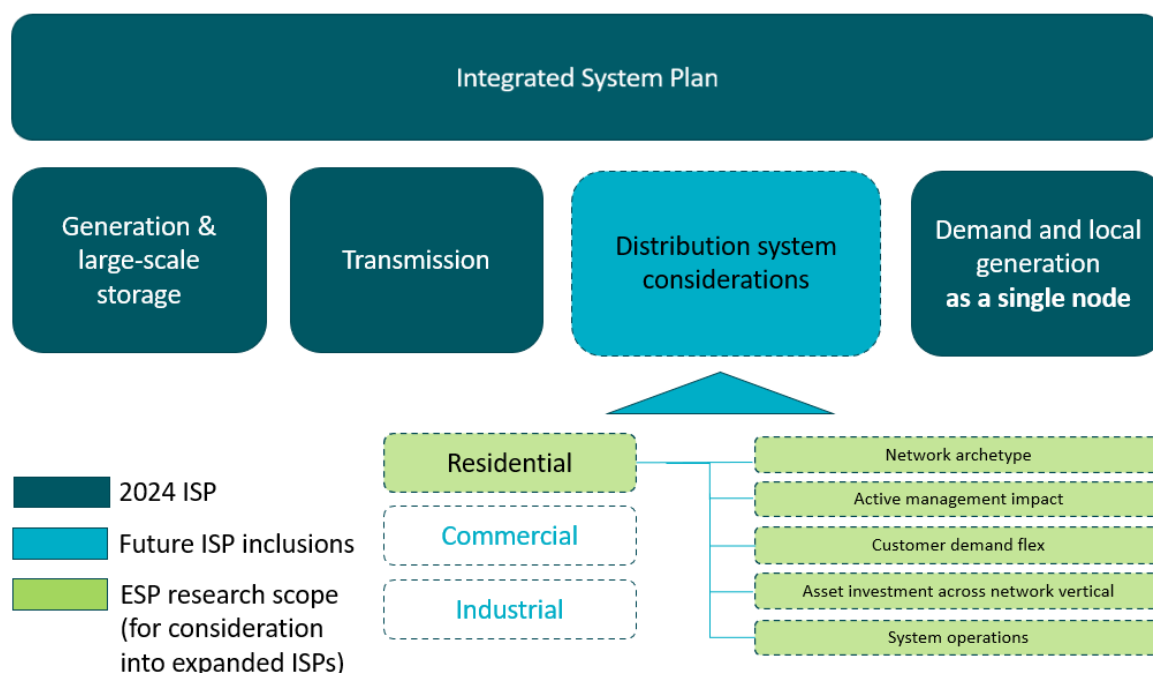 Integrated System Plan
Generation &
large-scale
storage
Transmission
Distribution system
considerations
Demand and local
generation
as a single node
Residential
Commercial
Industrial
Network archetype
Active management impact
Customer demand flex
Asset investment across network vertical
System operations
2024 ISP
Future ISP inclusions
ESP research scope
(for consideration
into expanded ISPs)